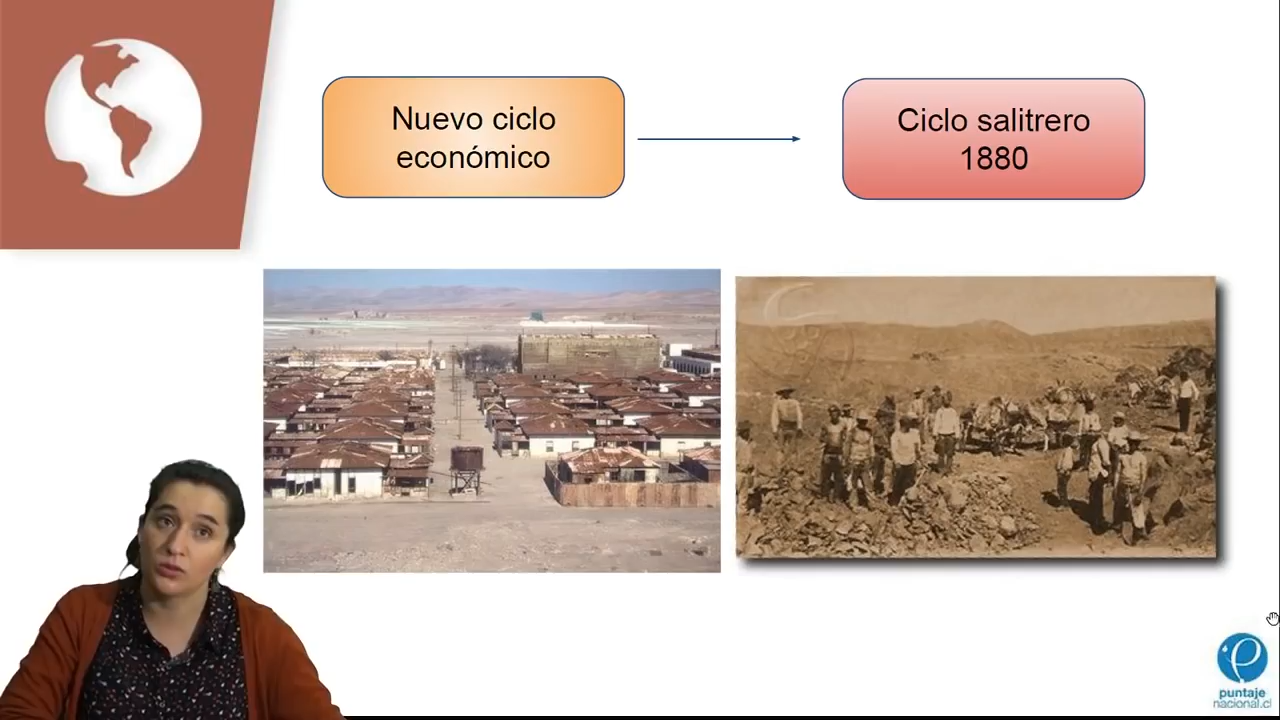 Nuevo ciclo
económico
Ciclo salitrero
1880
puntaje
nacional.cl